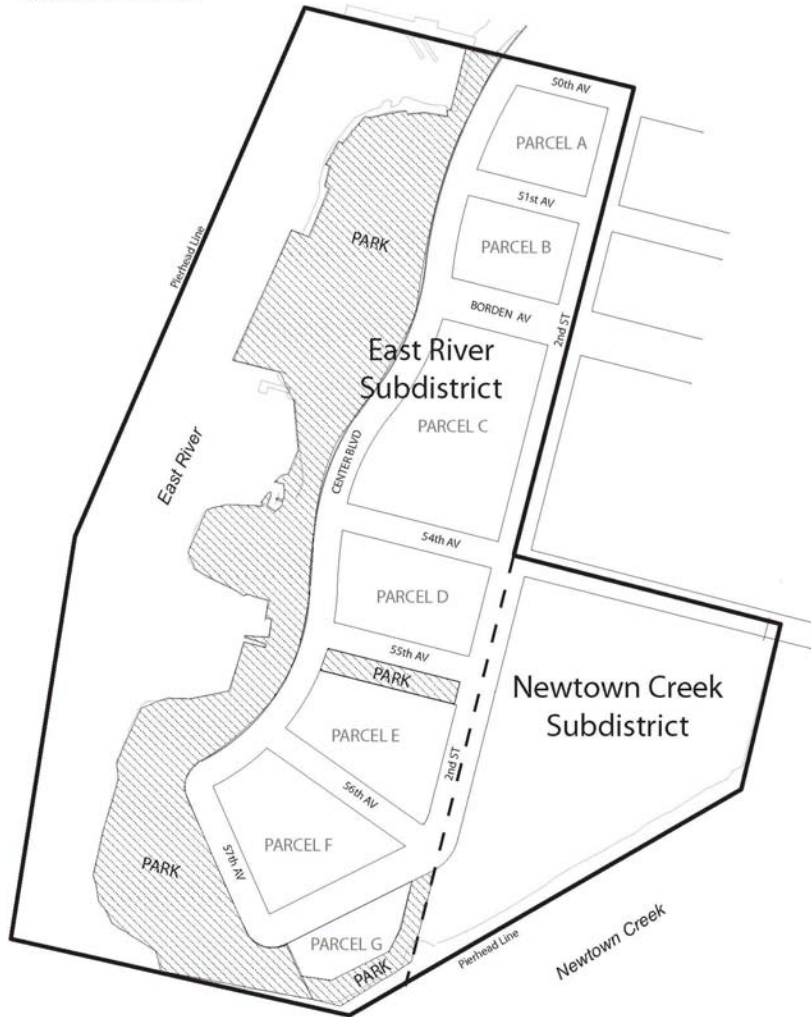 50th AV
PARCEL A
51st AV
PARK
PARCEL B
Pierhead Line
BORDEN AV
2nd ST
East River
Subdistrict
PARCEL C
CENTER BLVD
East River
54th AV
PARCEL D
55th AV
PARK
Newtown Creek
Subdistrict
PARCEL E
2nd ST
56th AV
PARCEL F
57th AV
PARK
PARCEL G
Pierhead Line
Newtown Creek
PARK